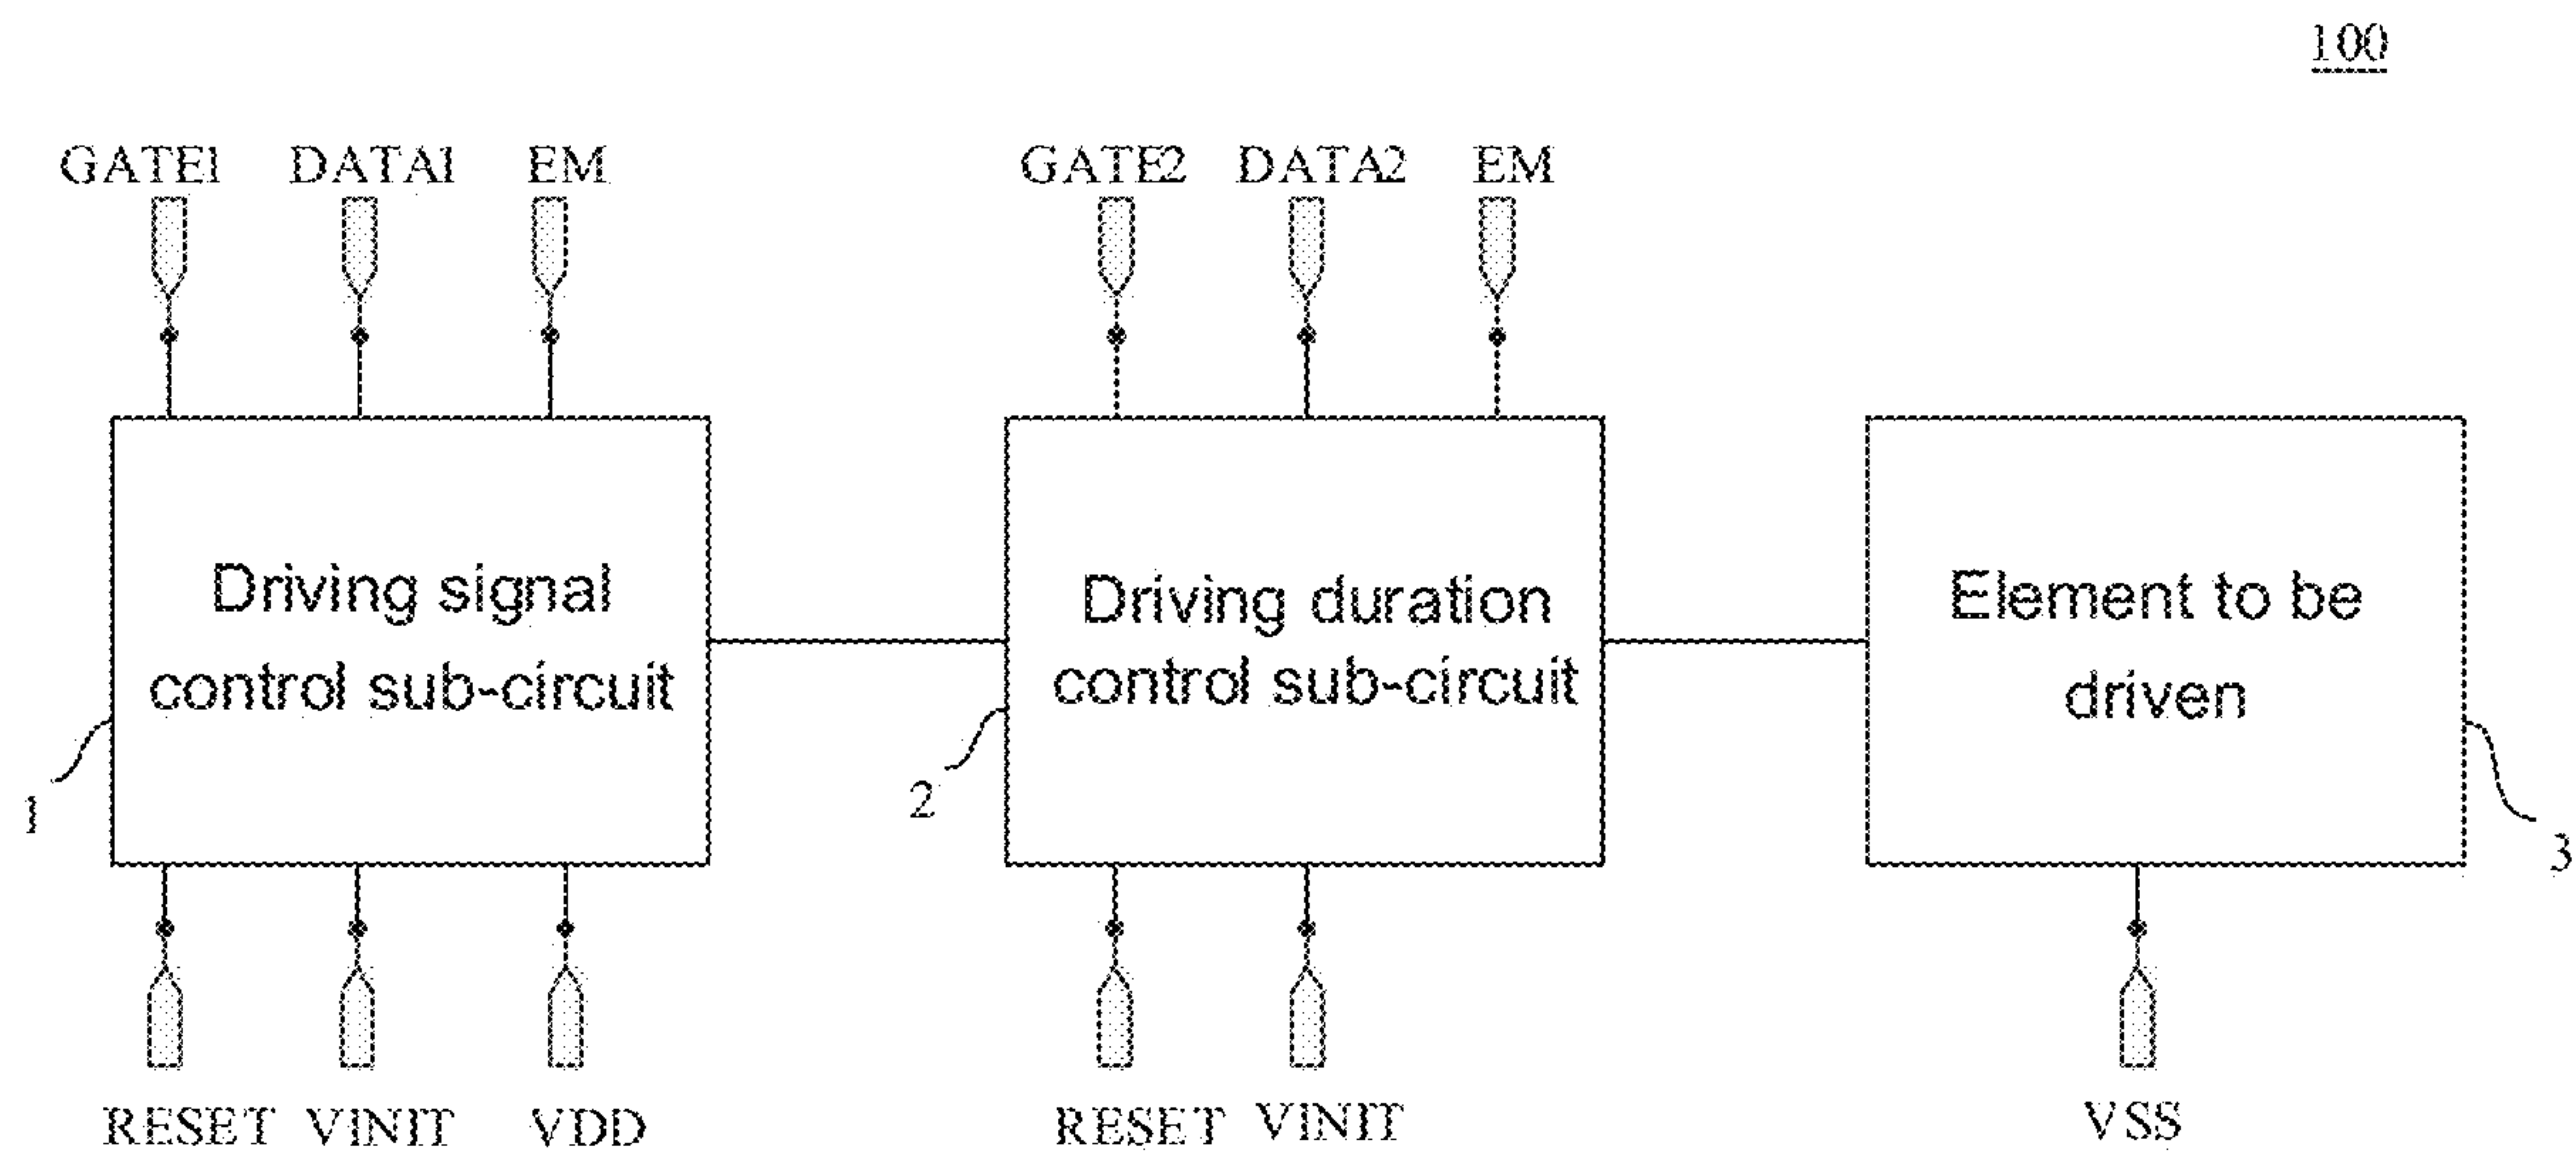 100
GATE1 DATA1 EM GATE2 DATA2 EM
Driving signal
control sub-circuit
Driving duration
control sub-circuit
Element to be
driven
1
2
3
RESET VINIT VDD RESET VINIT VSS